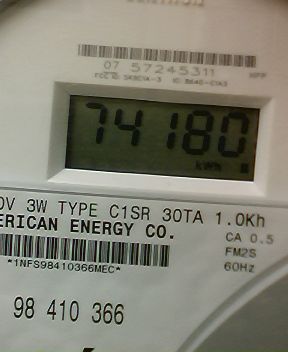 07 57245311
74180
kWh
0V 3W TYPE C1SR 30TA 1.0Kh
ERICAN ENERGY CO.
CA 0.5
FM2S
60Hz
*1NFS98410366MEC*
98 410 366